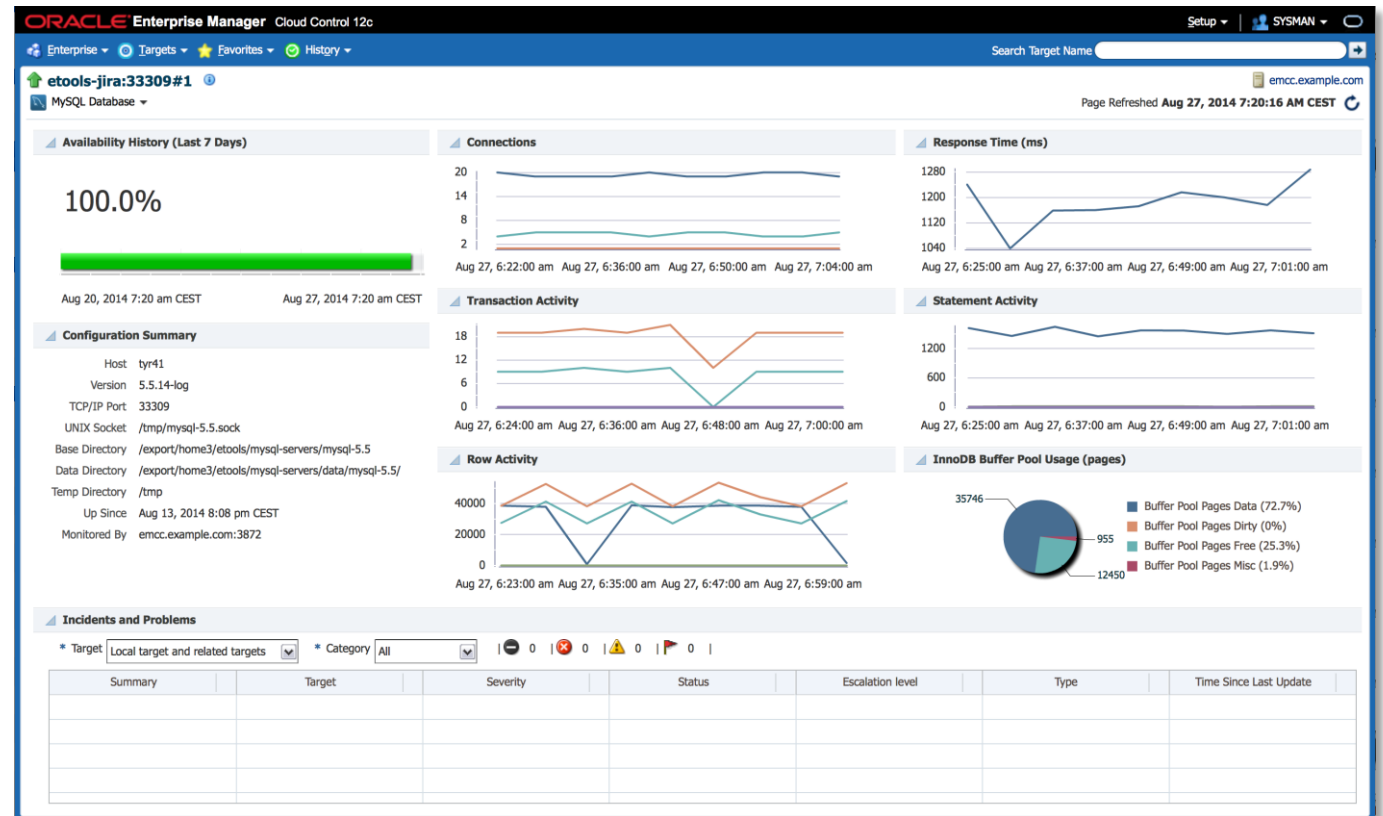 ORACLE Enterprise Manager Cloud Control 12c
Setup SYSMAN
Enterprise Targets Favorites History
Search Target Name
etools-jira:33309#1
emcc.example.com
MySQL Database
Page Refreshed Aug 27, 2014 7:20:16 AM CEST
Availability History (Last 7 Days)
100.0%
Aug 20, 2014 7:20 am CEST
Aug 27, 2014 7:20 am CEST
Configuration Summary
Host tyr41
Version 5.5.14-log
TCP/IP Port 33309
UNIX Socket /tmp/mysql-5.5.sock
Base Directory /export/home3/etools/mysql-servers/mysql-5.5
Data Directory /export/home3/etools/mysql-servers/data/mysql-5.5/
Temp Directory /tmp
Up Since Aug 13, 2014 8:08 pm CEST
Monitored By emcc.example.com:3872
Connections
20
14
8
2
Aug 27, 6:22:00 am Aug 27, 6:36:00 am Aug 27, 6:50:00 am Aug 27, 7:04:00 am
Transaction Activity
18
12
6
0
Aug 27, 6:24:00 am Aug 27, 6:36:00 am Aug 27, 6:48:00 am Aug 27, 7:00:00 am
Row Activity
40000
20000
0
Aug 27, 6:23:00 am Aug 27, 6:35:00 am Aug 27, 6:47:00 am Aug 27, 6:59:00 am
Response Time (ms)
1280
1200
1120
1040
Aug 27, 6:25:00 am Aug 27, 6:37:00 am Aug 27, 6:49:00 am Aug 27, 7:01:00 am
Statement Activity
1200
600
0
Aug 27, 6:25:00 am Aug 27, 6:37:00 am Aug 27, 6:49:00 am Aug 27, 7:01:00 am
InnoDB Buffer Pool Usage (pages)
35746
955
12450
Buffer Pool Pages Data (72.7%)
Buffer Pool Pages Dirty (0%)
Buffer Pool Pages Free (25.3%)
Buffer Pool Pages Misc (1.9%)
Incidents and Problems
* Target Local target and related targets * Category All | 0 | 0 | 0 | 0 |
Summary Target Severity Status Escalation level Type Time Since Last Update